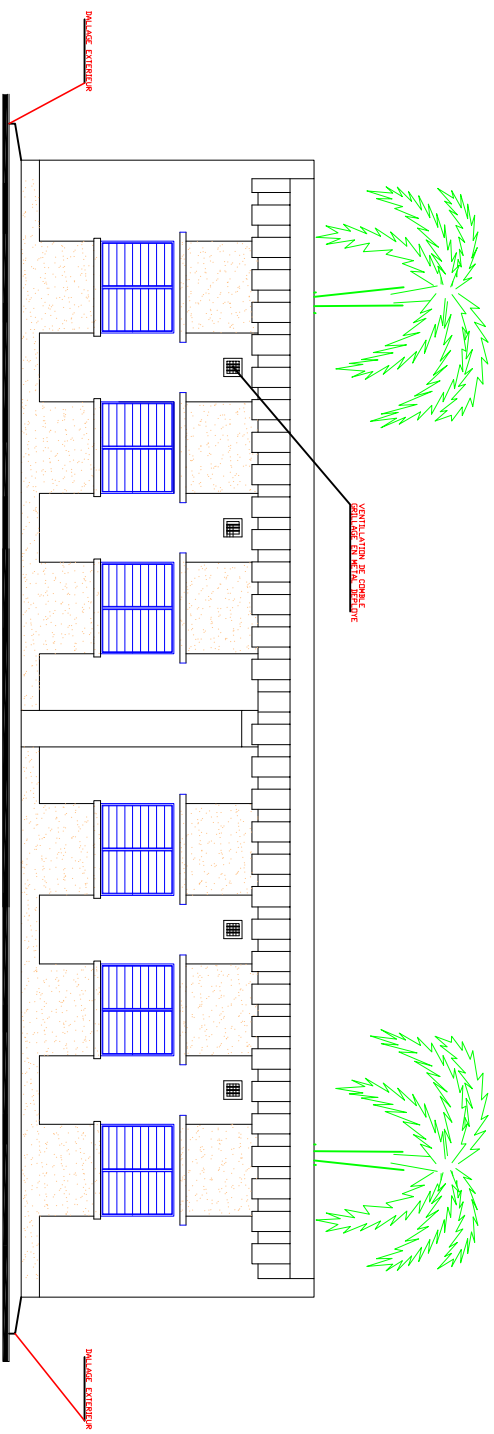 DALLAGE EXTERIEUR
VENTILLATION DE COMBLE
GRILLAGE EN METAL DEPLOYE
DALLAGE EXTERIEUR